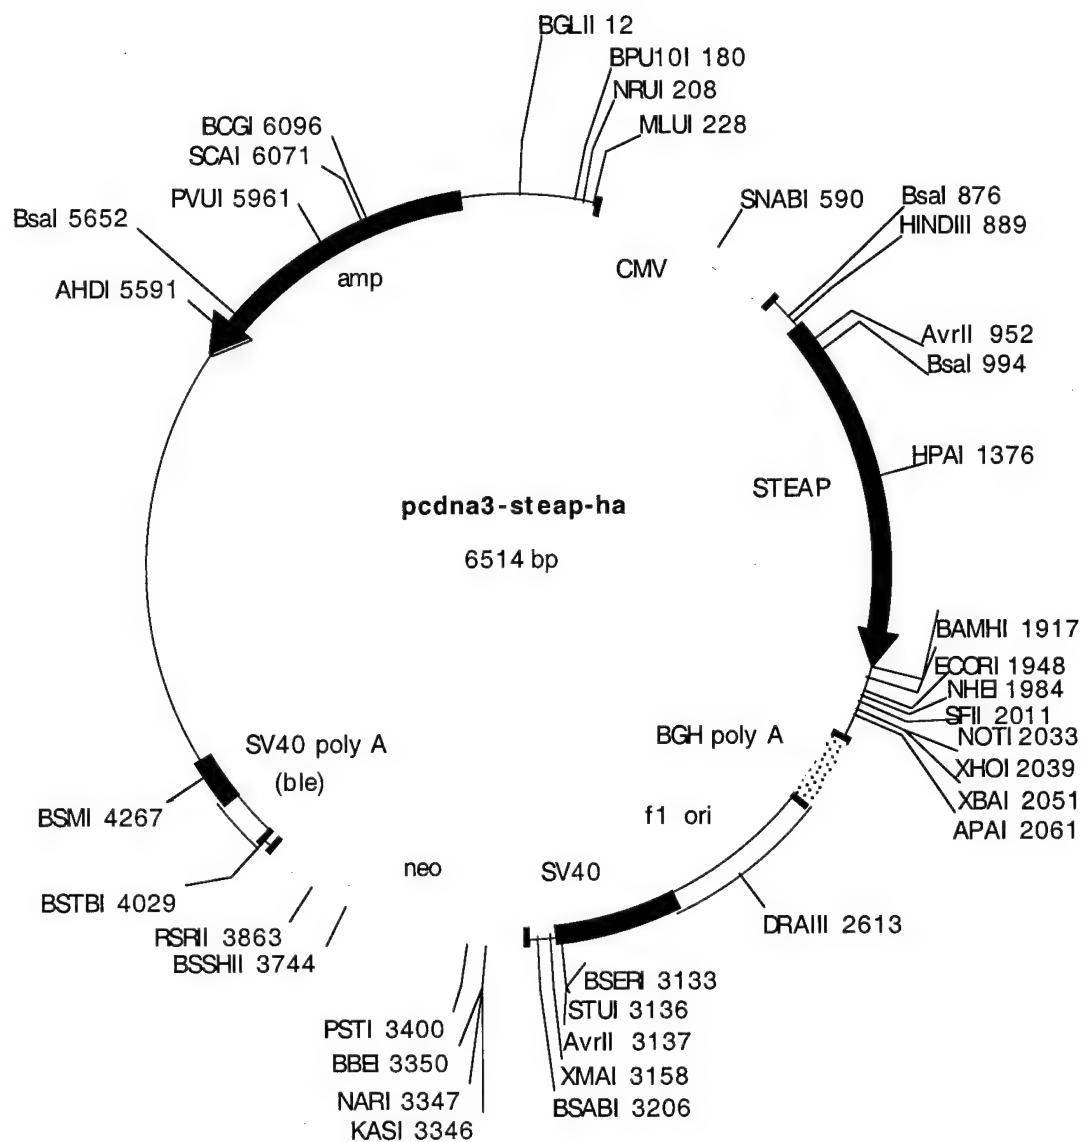 BGLII 12
BPU10I 180
NRUI 208
MLUI 228
BCGI 6096
SCAI 6071
PVUI 5961
BsaI 5652
AHDI 5591
amp
CMV
SNABI 590
BsaI 876
HINDIII 889
AvrII 952
BsaI 994
HPAI 1376
STEAP
pcdna3-steap-ha
6514 bp
BAMHI 1917
ECORI 1948
NHEI 1984
SFII 2011
NOTI 2033
XHOI 2039
XBAI 2051
APAI 2061
BGH poly A
f1 ori
SV40 poly A
(ble)
BSMI 4267
neo
SV40
BSTBI 4029
RSRII 3863
BSSHII 3744
DRAIII 2613
BSERI 3133
STUI 3136
AvrII 3137
XMAI 3158
BSABI 3206
PSTI 3400
BBEI 3350
NARI 3347
KASI 3346